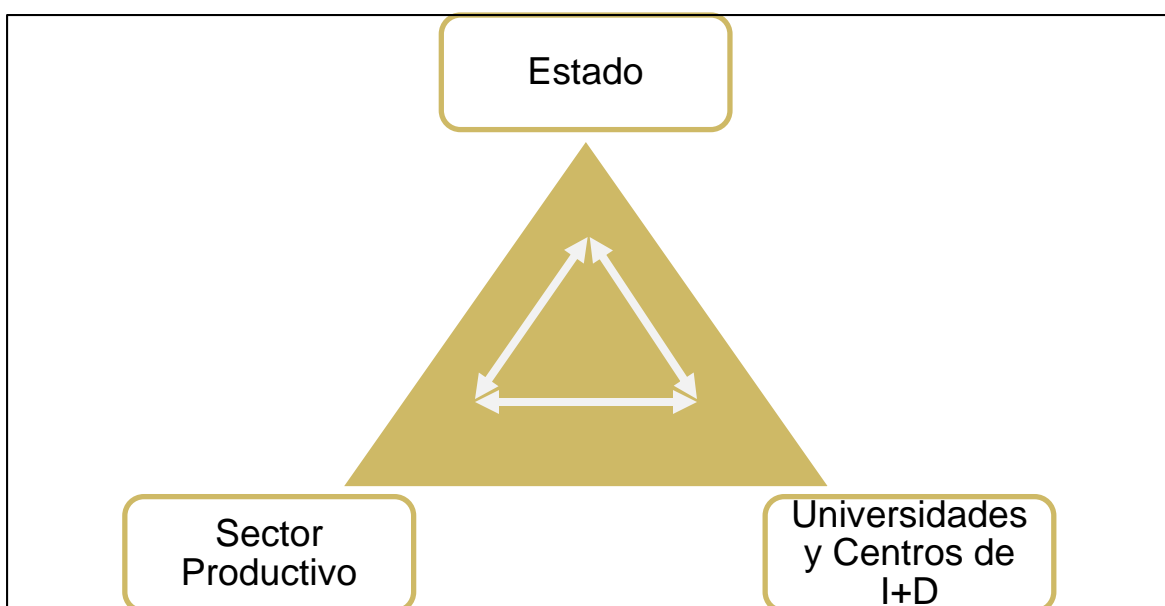 Estado
Sector
Productivo
Universidades
y Centros de
I+D